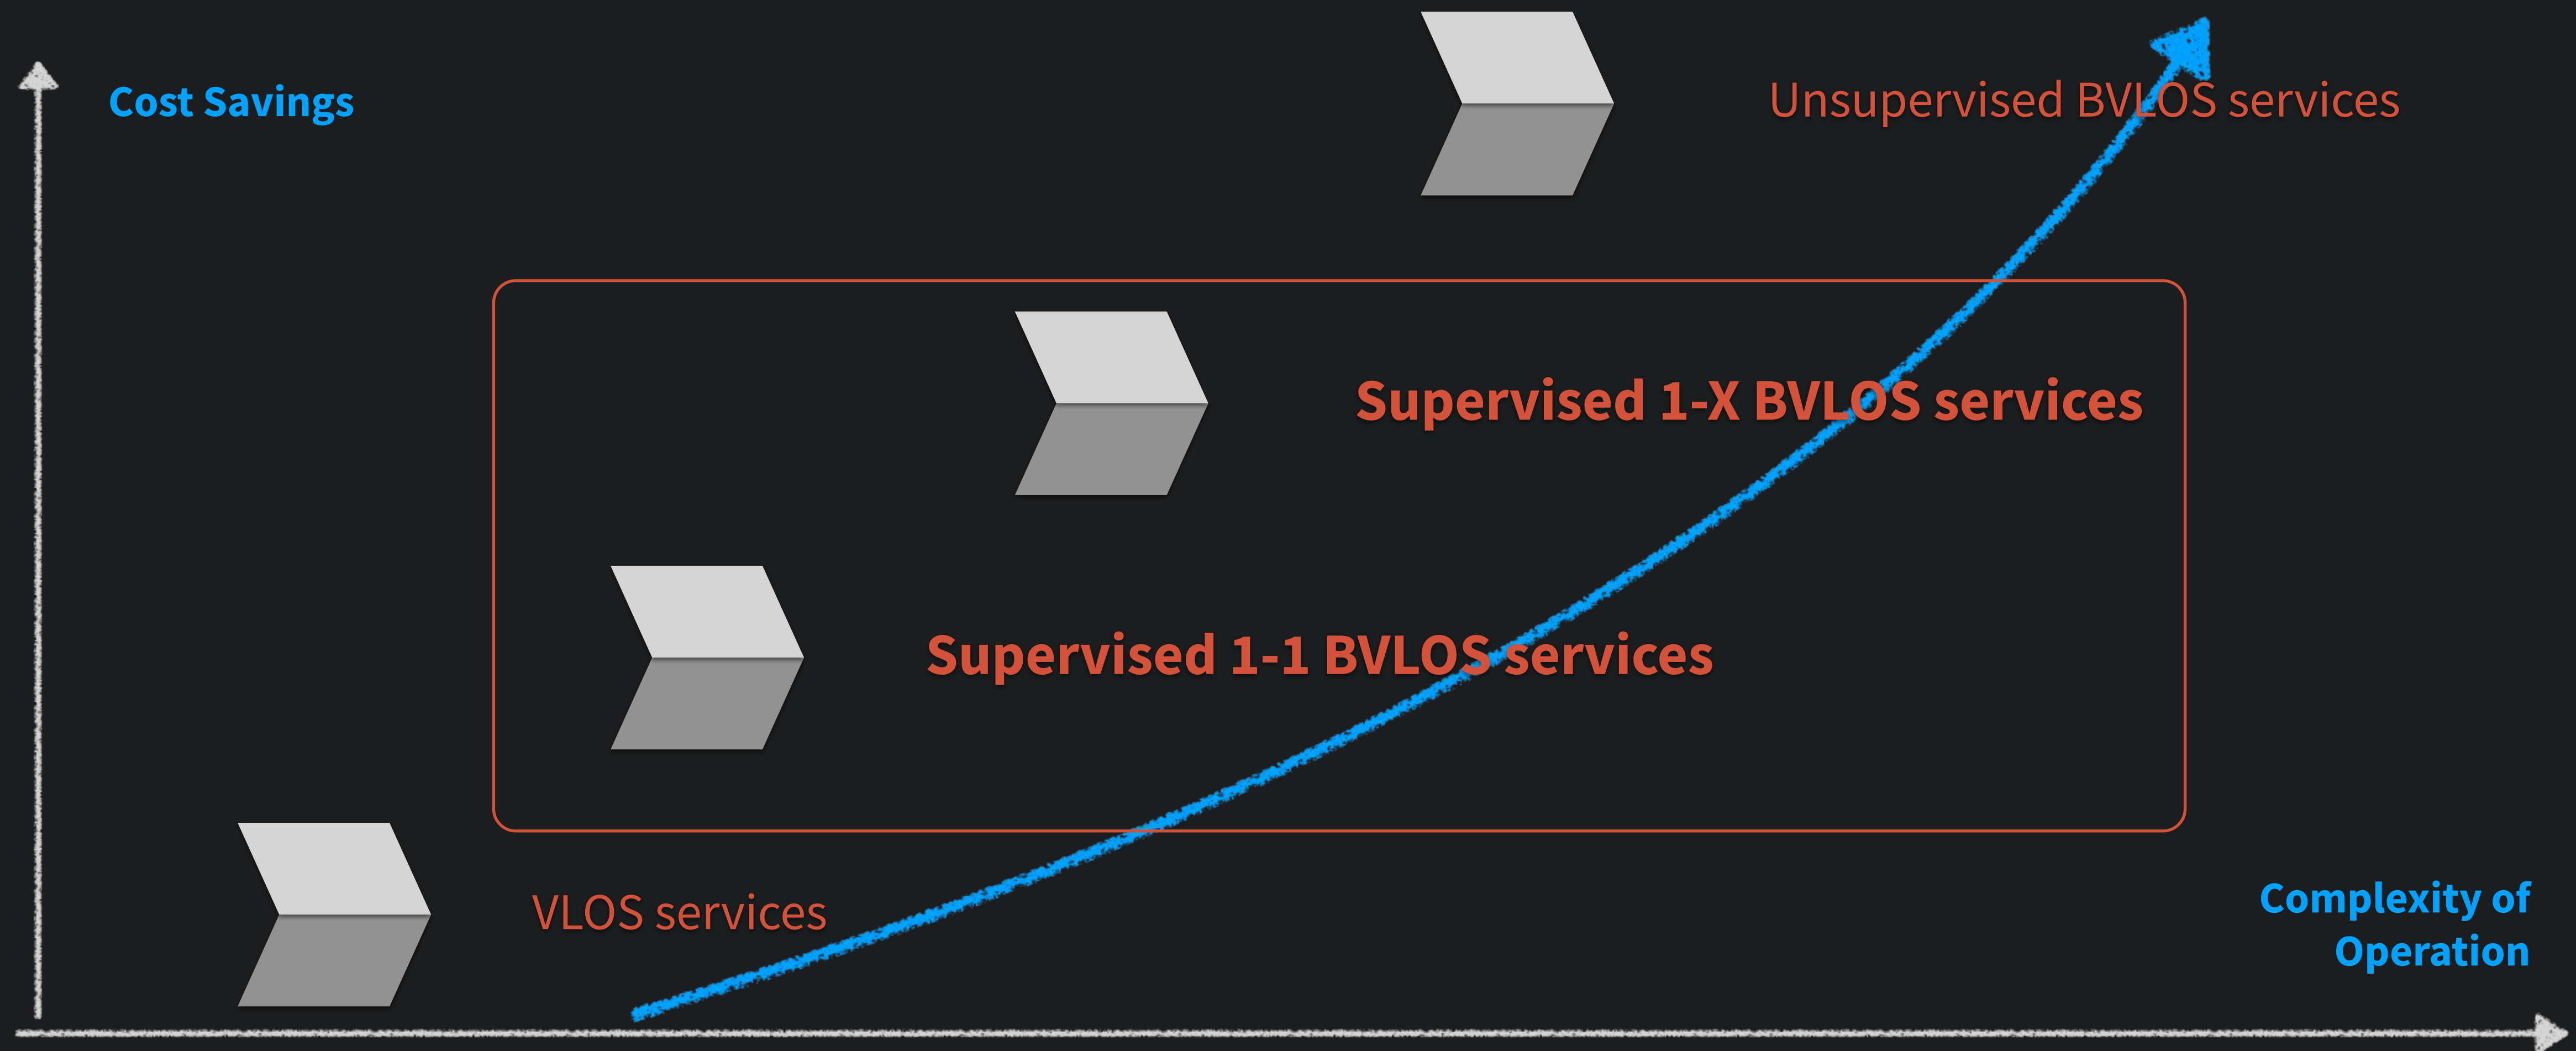 Cost Savings
Unsupervised BVLOS services
Supervised 1-X BVLOS services
Supervised 1-1 BVLOS services
VLOS services
Complexity of
Operation